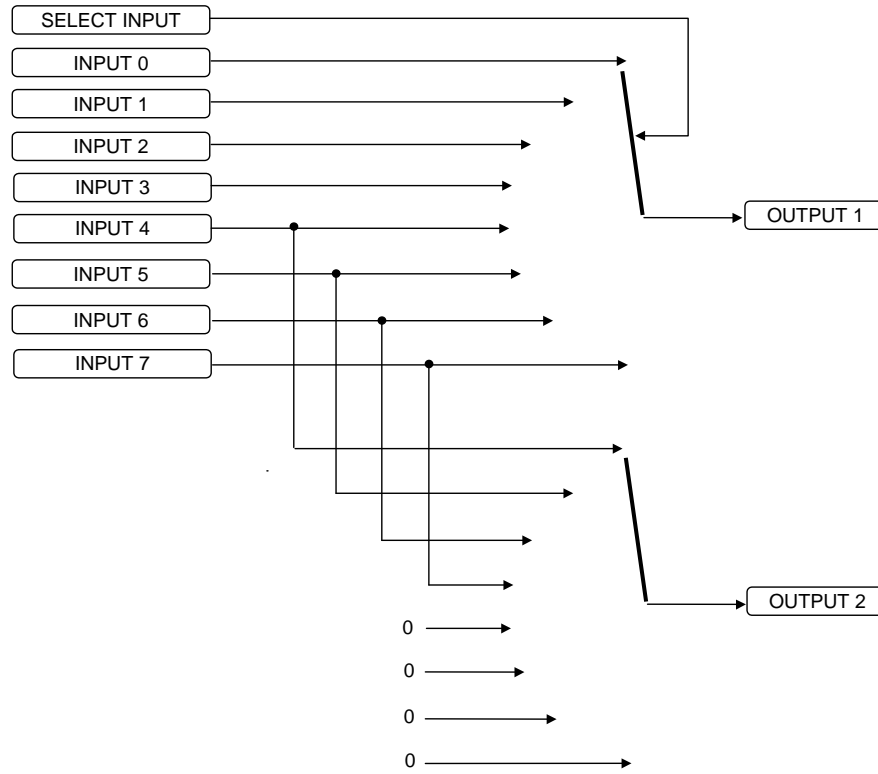 SELECT INPUT
INPUT 0
INPUT 1
INPUT 2
INPUT 3
OUTPUT 1
INPUT 4
INPUT 5
INPUT 6
INPUT 7
OUTPUT 2
0
0
0
0